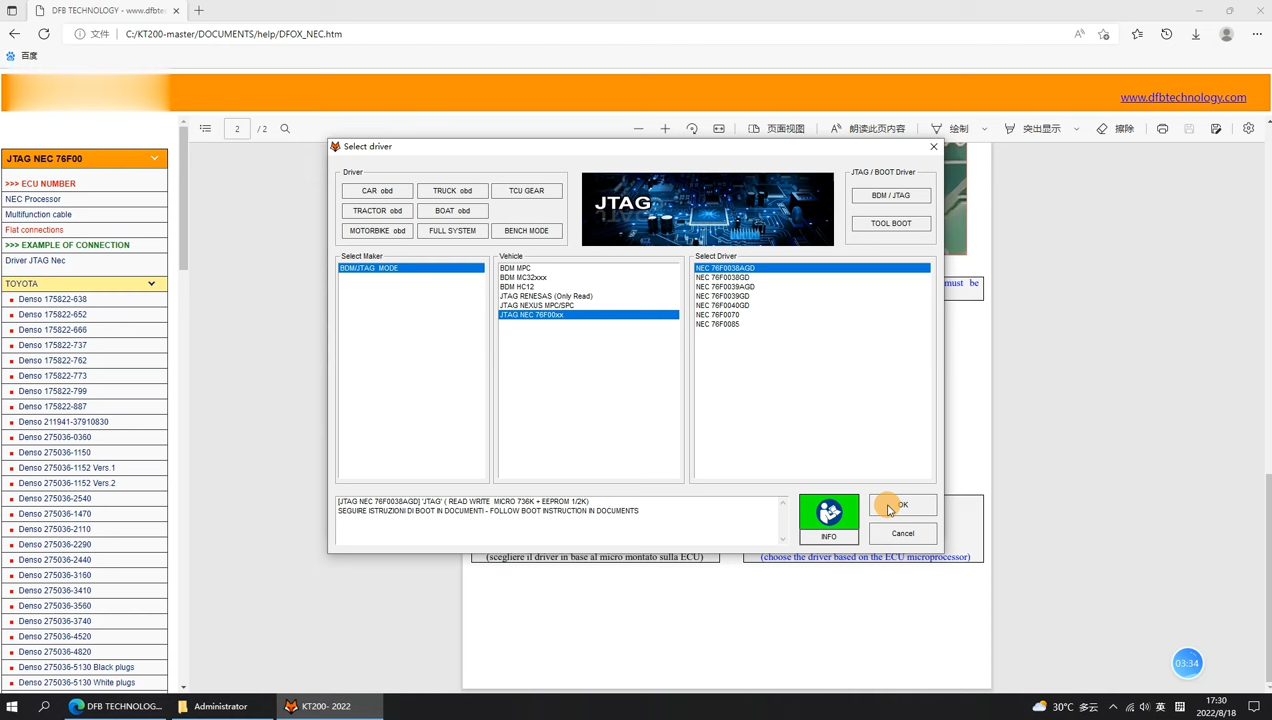 DFB TECHNOLOGY - www.dfbtec
文件
C:/KT200-master/DOCUMENTS/help/DFOX_NEC.htm
百度
www.dfbtechnology.com
2 / 2
页面视图
朗读此页内容
绘制
突出显示
擦除
JTAG NEC 76F00
>>> ECU NUMBER
NEC Processor
Multifunction cable
Flat connections
>>> EXAMPLE OF CONNECTION
Driver JTAG Nec
TOYOTA
Denso 175822-638
Denso 175822-652
Denso 175822-666
Denso 175822-737
Denso 175822-762
Denso 175822-773
Denso 175822-799
Denso 175822-887
Denso 211941-37910830
Denso 275036-0360
Denso 275036-1150
Denso 275036-1152 Vers.1
Denso 275036-1152 Vers.2
Denso 275036-2540
Denso 275036-1470
Denso 275036-2110
Denso 275036-2290
Denso 275036-2440
Denso 275036-3160
Denso 275036-3410
Denso 275036-3560
Denso 275036-3740
Denso 275036-4520
Denso 275036-4820
Denso 275036-5130 Black plugs
Denso 275036-5130 White plugs
Select driver
Driver
CAR obd
TRUCK obd
TCU GEAR
TRACTOR obd
BOAT obd
MOTORBIKE obd
FULL SYSTEM
BENCH MODE
JTAG
JTAG / BOOT Driver
BDM / JTAG
TOOL BOOT
Select Maker
BDM/JTAG MODE
Vehicle
BDM MPC
BDM MC32xxx
BDM HC12
JTAG RENESAS (Only Read)
JTAG NEXUS MPC/SPC
JTAG NEC 76F00xx
Select Driver
NEC 76F0038AGD
NEC 76F0038GD
NEC 76F0039AGD
NEC 76F0039GD
NEC 76F0040GD
NEC 76F0070
NEC 76F0085
must be
[JTAG NEC 76F0038AGD] 'JTAG' ( READ WRITE MICRO 736K + EEPROM 1/2K)
SEGUIRE ISTRUZIONI DI BOOT IN DOCUMENTI - FOLLOW BOOT INSTRUCTION IN DOCUMENTS
INFO
OK
Cancel
(scegliere il driver in base al micro montato sulla ECU)
(choose the driver based on the ECU microprocessor)
03:34
DFB TECHNOLOG...
Administrator
KT200- 2022
30°C 多云
英
17:30
2022/8/18